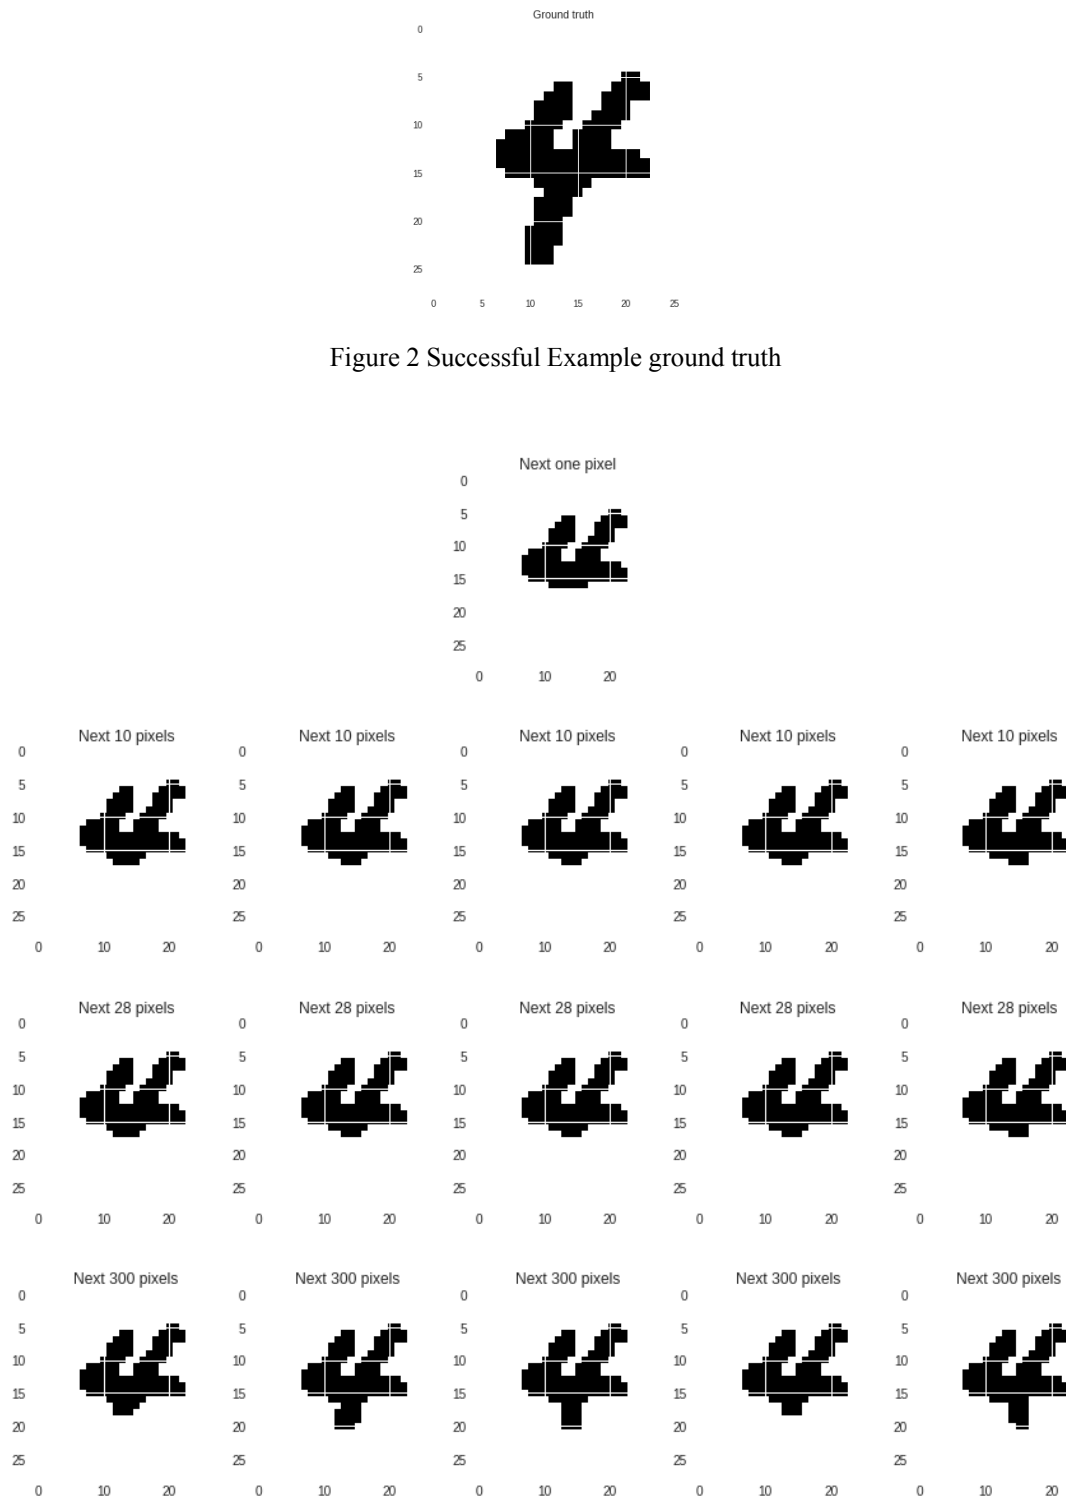 Ground truth
0
5
10
15
20
25
0 5 10 15 20 25
Figure 2 Successful Example ground truth
Next one pixel
0
5
10
15
20
25
0 10 20
Next 10 pixels Next 10 pixels Next 10 pixels Next 10 pixels Next 10 pixels
0 0 0 0 0
5 5 5 5 5
10 10 10 10 10
15 15 15 15 15
20 20 20 20 20
25 25 25 25 25
0 10 20 0 10 20 0 10 20 0 10 20 0 10 20
Next 28 pixels Next 28 pixels Next 28 pixels Next 28 pixels Next 28 pixels
0 0 0 0 0
5 5 5 5 5
10 10 10 10 10
15 15 15 15 15
20 20 20 20 20
25 25 25 25 25
0 10 20 0 10 20 0 10 20 0 10 20 0 10 20
Next 300 pixels Next 300 pixels Next 300 pixels Next 300 pixels Next 300 pixels
0 0 0 0 0
5 5 5 5 5
10 10 10 10 10
15 15 15 15 15
20 20 20 20 20
25 25 25 25 25
0 10 20 0 10 20 0 10 20 0 10 20 0 10 20